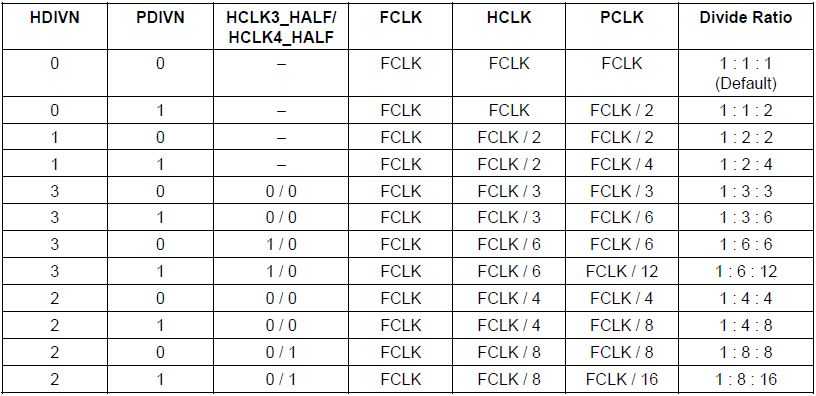 HDIVN PDIVN HCLK3_HALF/ FCLK HCLK PCLK Divide Ratio
HCLK4_HALF
0 0 – FCLK FCLK FCLK 1 : 1 : 1
(Default)
0 1 – FCLK FCLK FCLK / 2 1 : 1 : 2
1 0 – FCLK FCLK / 2 FCLK / 2 1 : 2 : 2
1 1 – FCLK FCLK / 2 FCLK / 4 1 : 2 : 4
3 0 0 / 0 FCLK FCLK / 3 FCLK / 3 1 : 3 : 3
3 1 0 / 0 FCLK FCLK / 3 FCLK / 6 1 : 3 : 6
3 0 1 / 0 FCLK FCLK / 6 FCLK / 6 1 : 6 : 6
3 1 1 / 0 FCLK FCLK / 6 FCLK / 12 1 : 6 : 12
2 0 0 / 0 FCLK FCLK / 4 FCLK / 4 1 : 4 : 4
2 1 0 / 0 FCLK FCLK / 4 FCLK / 8 1 : 4 : 8
2 0 0 / 1 FCLK FCLK / 8 FCLK / 8 1 : 8 : 8
2 1 0 / 1 FCLK FCLK / 8 FCLK / 16 1 : 8 : 16